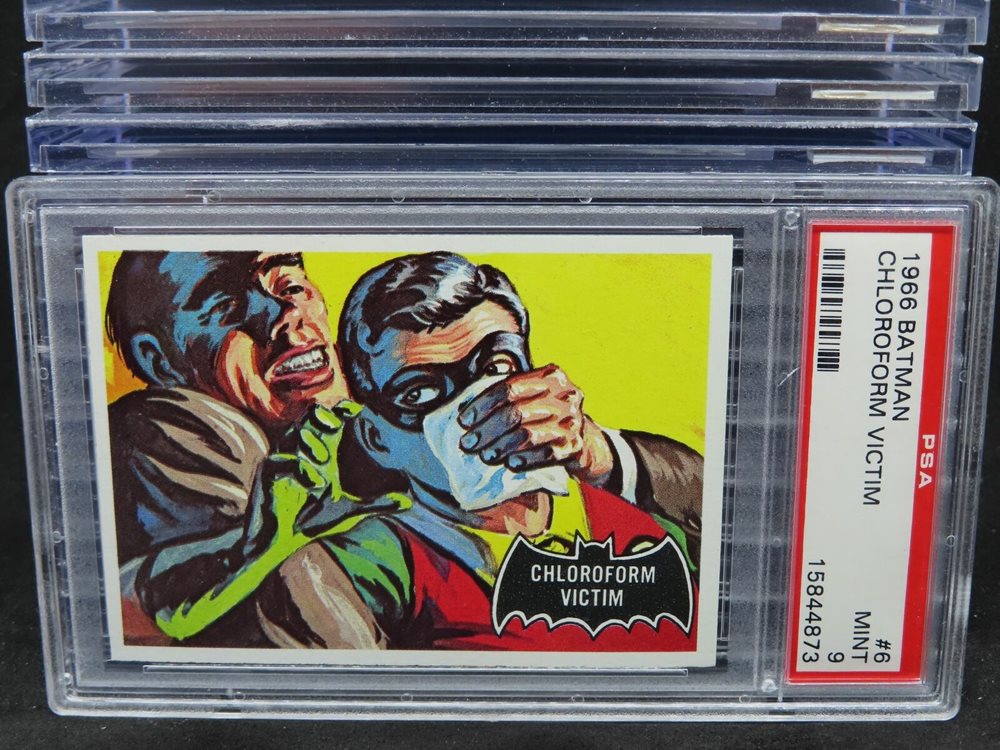 CHLOROFORM
VICTIM
1966 BATMAN
CHLOROFORM VICTIM
PSA
#6
MINT
9
15844873